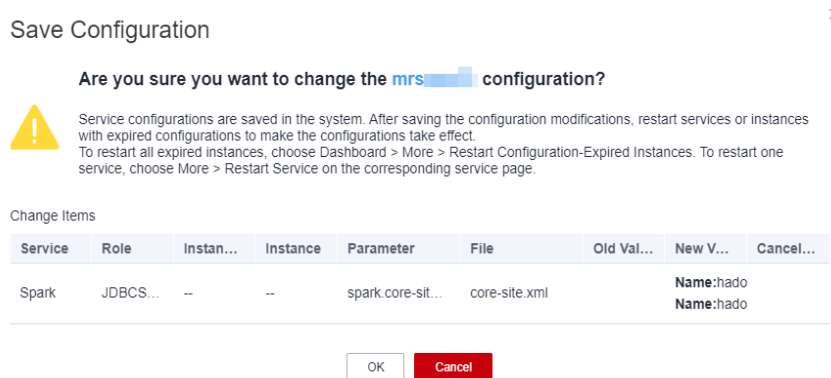 Save Configuration
Are you sure you want to change the mrs configuration?
Service configurations are saved in the system. After saving the configuration modifications, restart services or instances
with expired configurations to make the configurations take effect.
To restart all expired instances, choose Dashboard > More > Restart Configuration-Expired Instances. To restart one
service, choose More > Restart Service on the corresponding service page.
Change Items
Service Role Instan... Instance Parameter File Old Val... New V... Cancel...
Spark JDBCS... -- -- spark.core-sit... core-site.xml Name:hado
Name:hado
OK Cancel